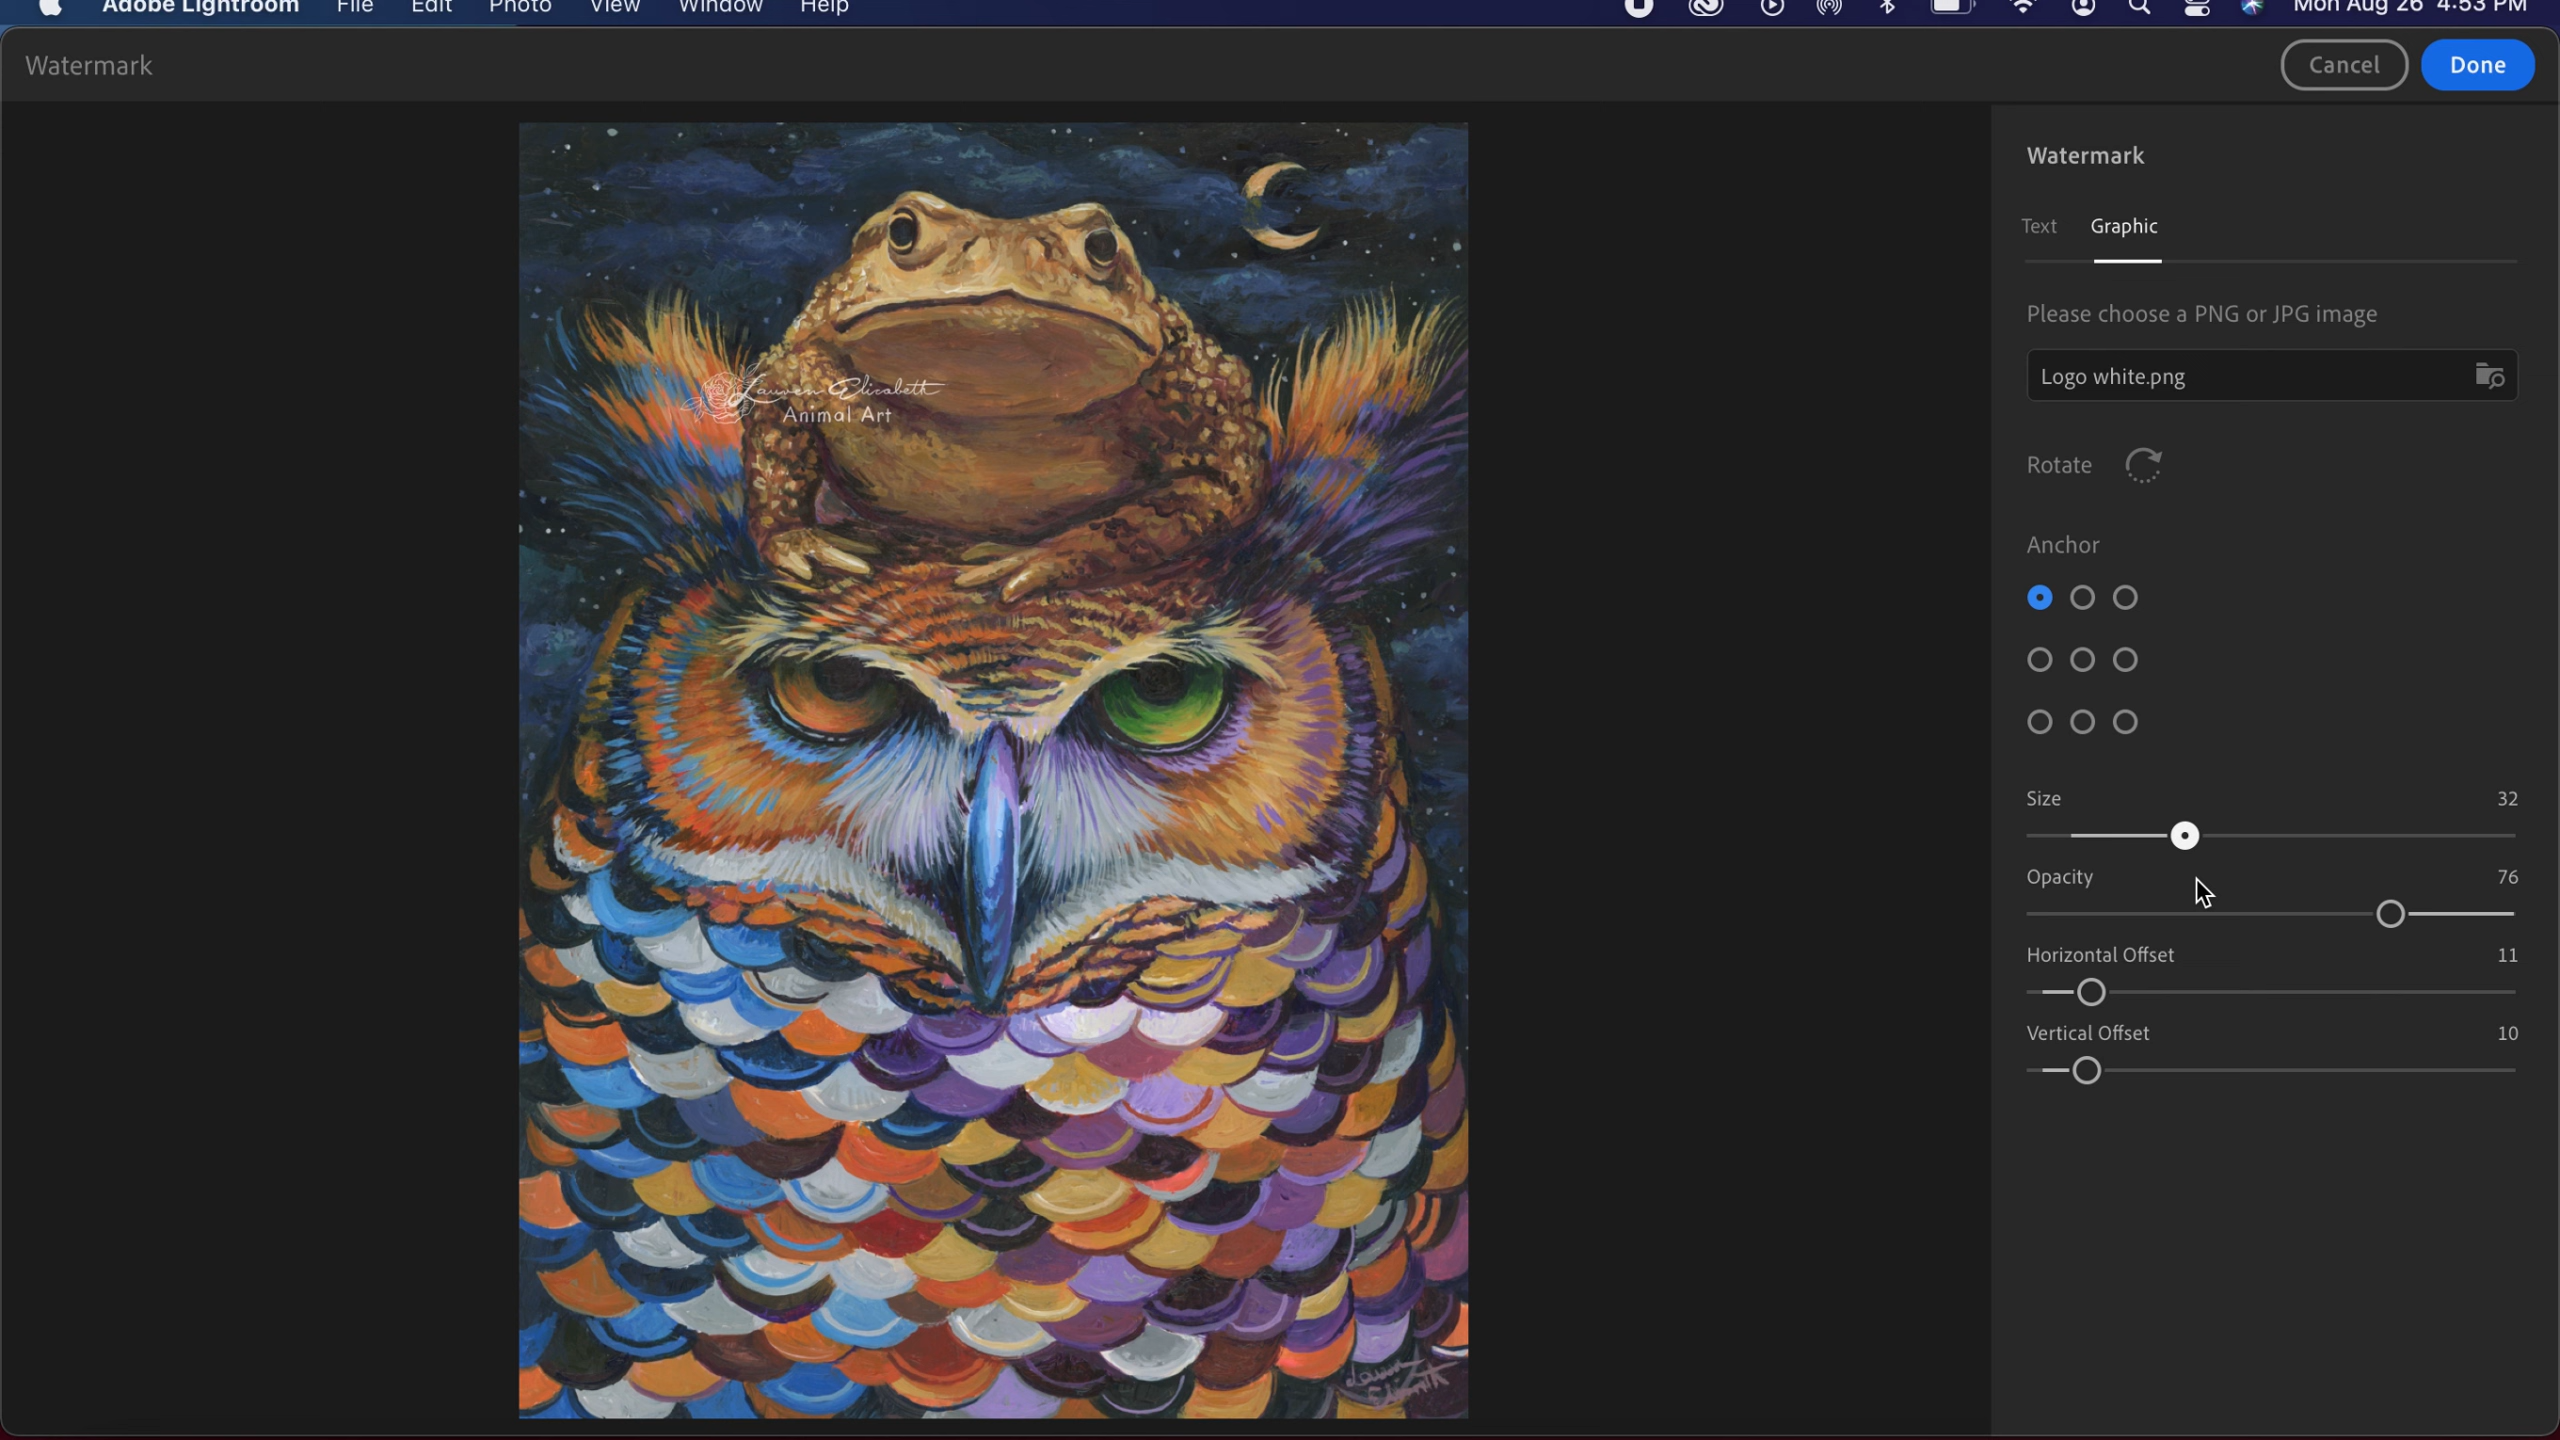 Adobe Lightroom File Edit Photo View Window Help Mon Aug 26 4:53 PM
Watermark Cancel Done
Watermark
Text Graphic
Please choose a PNG or JPG image
Logo white.png
Rotate
Anchor
Size 32
Opacity 76
Horizontal Offset 11
Vertical Offset 10
Lauren Elizabeth
Animal Art
Lauren
Elizabeth